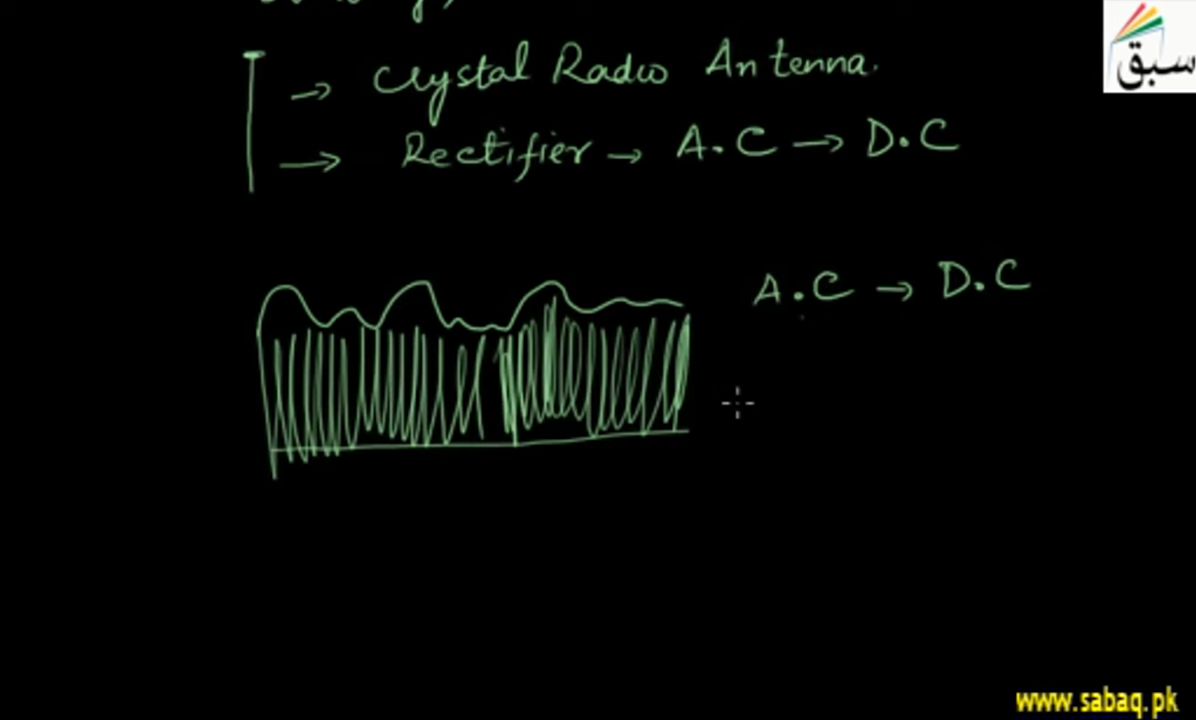 سبق
→ Crystal Radio Antenna.
→ Rectifier → A.C → D.C
A.C → D.C
www.sabaq.pk